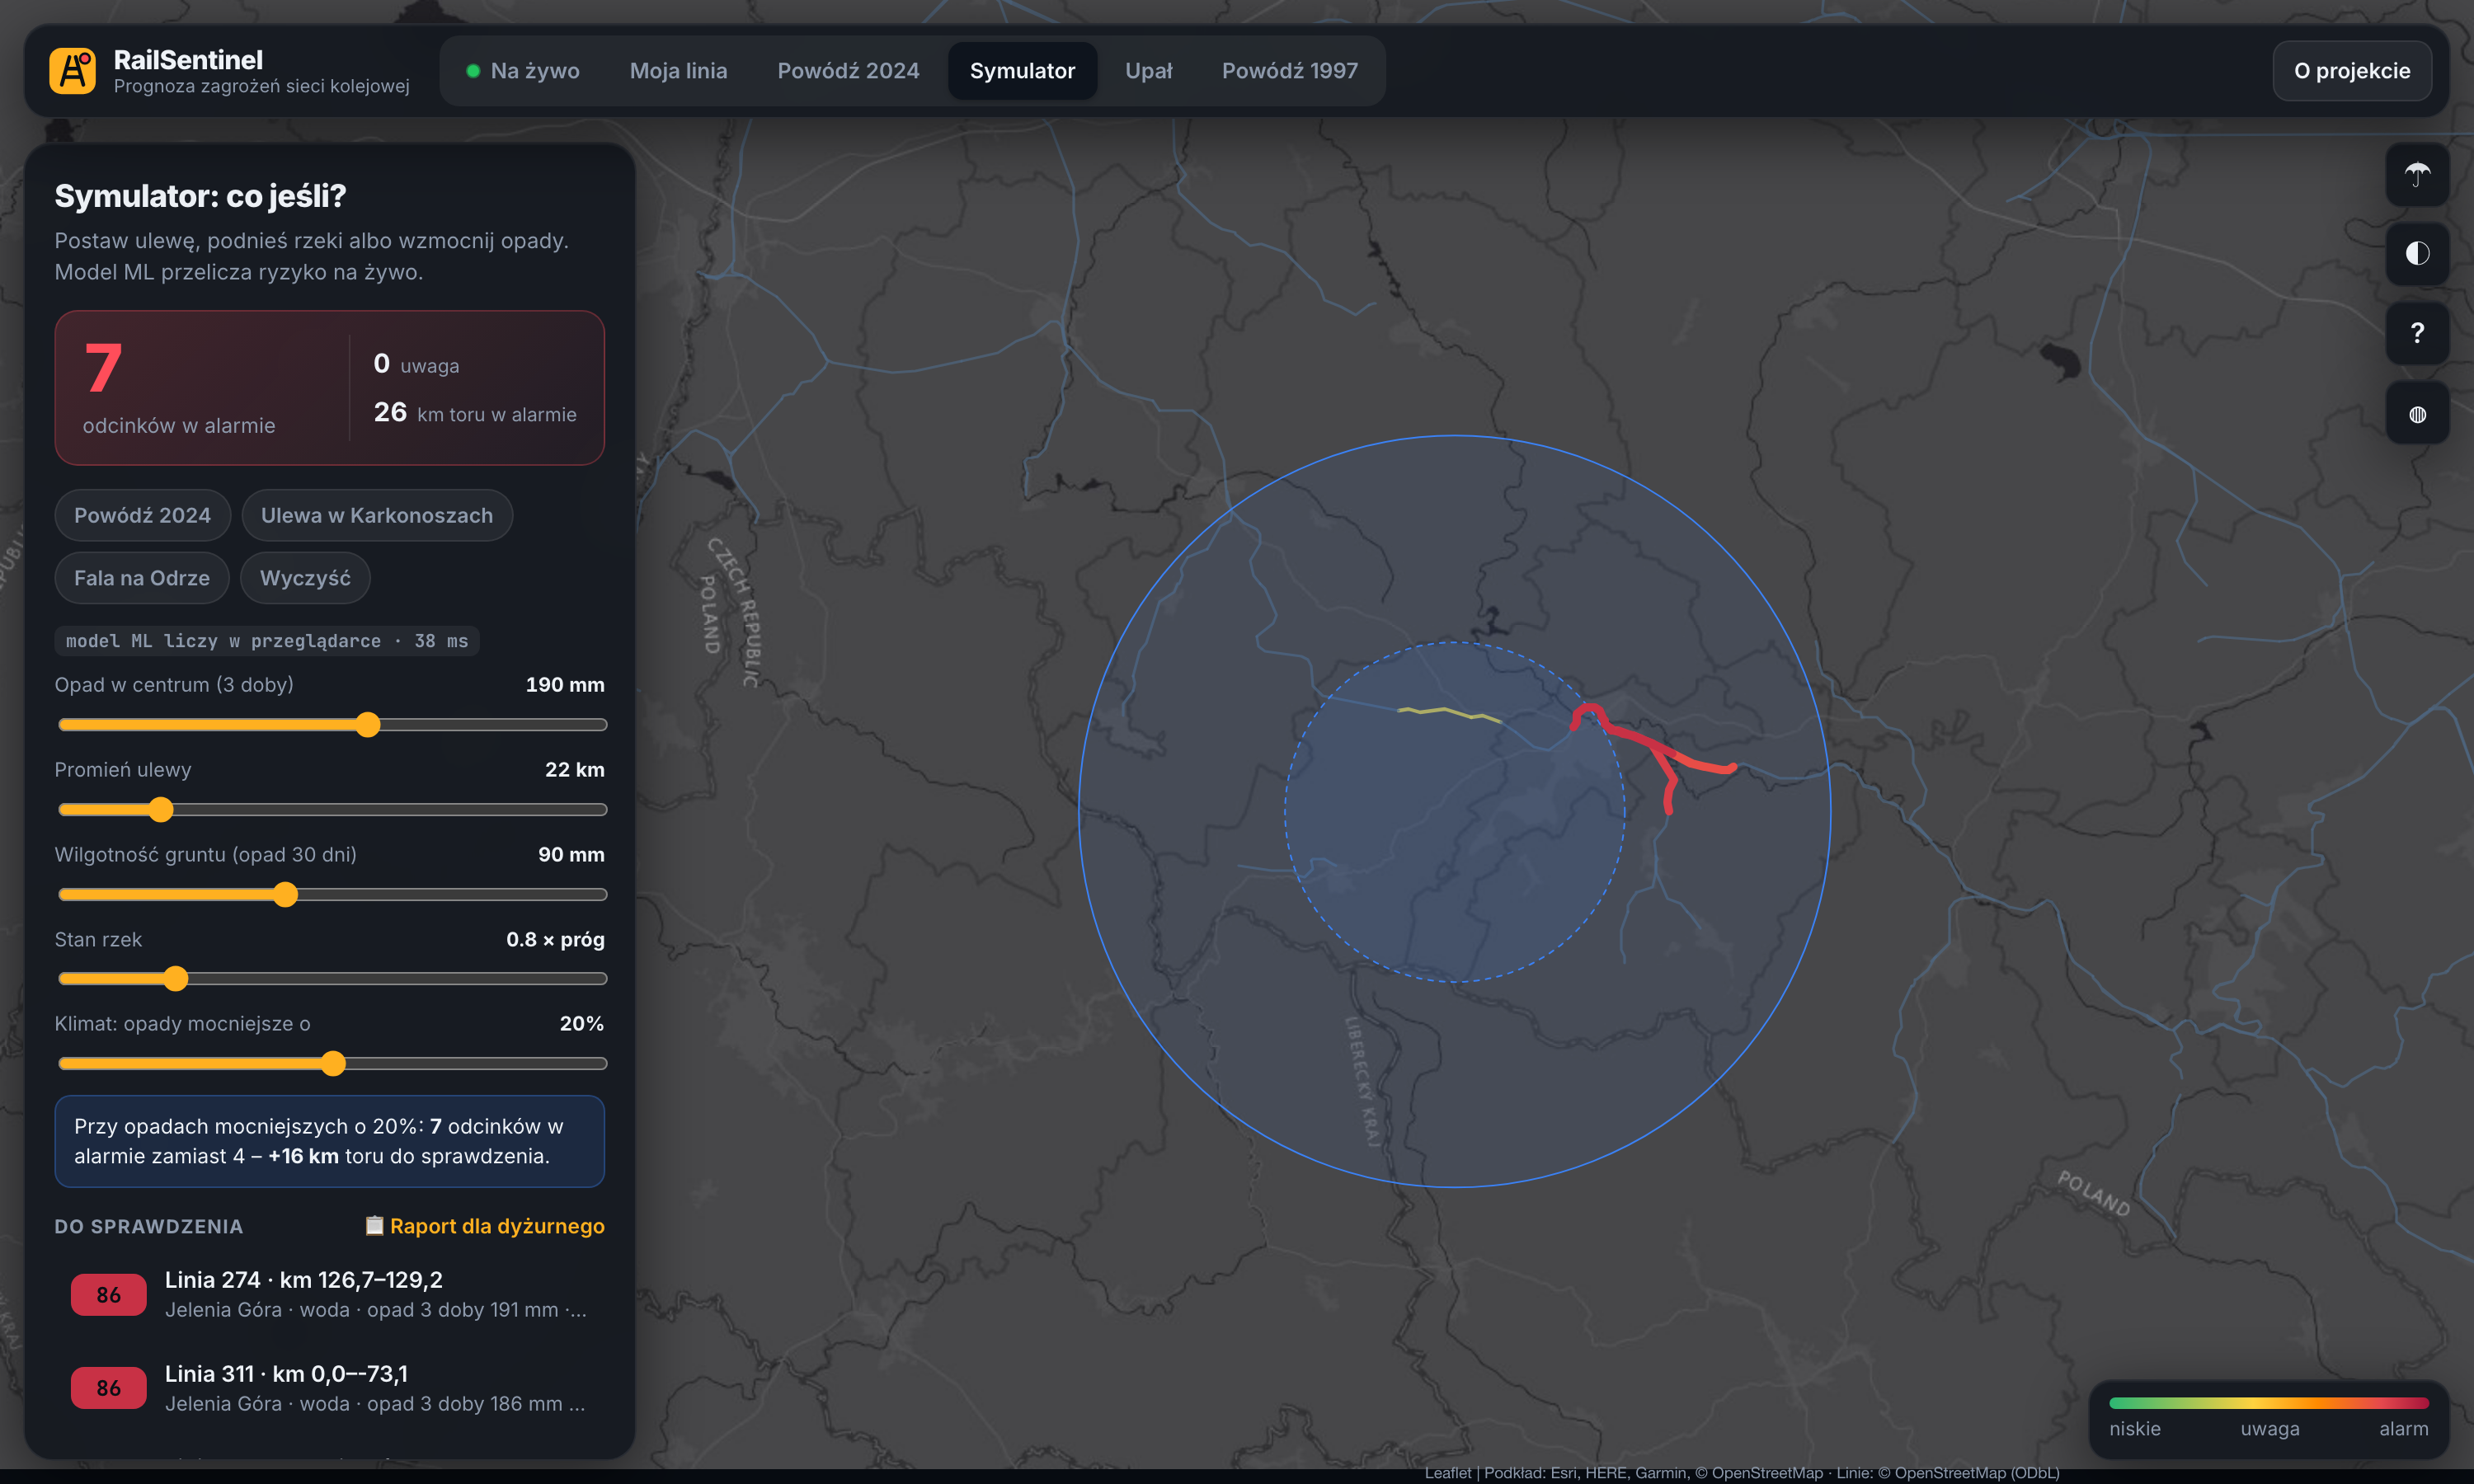 RailSentinel
Prognoza zagrożeń sieci kolejowej
Na żywo
Moja linia
Powódź 2024
Symulator
Upał
Powódź 1997
O projekcie
Symulator: co jeśli?
Postaw ulewę, podnieś rzeki albo wzmocnij opady.
Model ML przelicza ryzyko na żywo.
7
odcinków w alarmie
0 uwaga
26 km toru w alarmie
Powódź 2024
Ulewa w Karkonoszach
Fala na Odrze
Wyczyść
model ML liczy w przeglądarce · 38 ms
Opad w centrum (3 doby) 190 mm
Promień ulewy 22 km
Wilgotność gruntu (opad 30 dni) 90 mm
Stan rzek 0.8 × próg
Klimat: opady mocniejsze o 20%
Przy opadach mocniejszych o 20%: 7 odcinków w
alarmie zamiast 4 – +16 km toru do sprawdzenia.
DO SPRAWDZENIA
📋 Raport dla dyżurnego
86
Linia 274 · km 126,7–129,2
Jelenia Góra · woda · opad 3 doby 191 mm ·...
86
Linia 311 · km 0,0–-73,1
Jelenia Góra · woda · opad 3 doby 186 mm ...
CZECH REPUBLIC
POLAND
LIBERECKÝ KRAJ
POLAND
?
niskie
uwaga
alarm
Leaflet | Podkład: Esri, HERE, Garmin, © OpenStreetMap · Linie: © OpenStreetMap (ODbL)